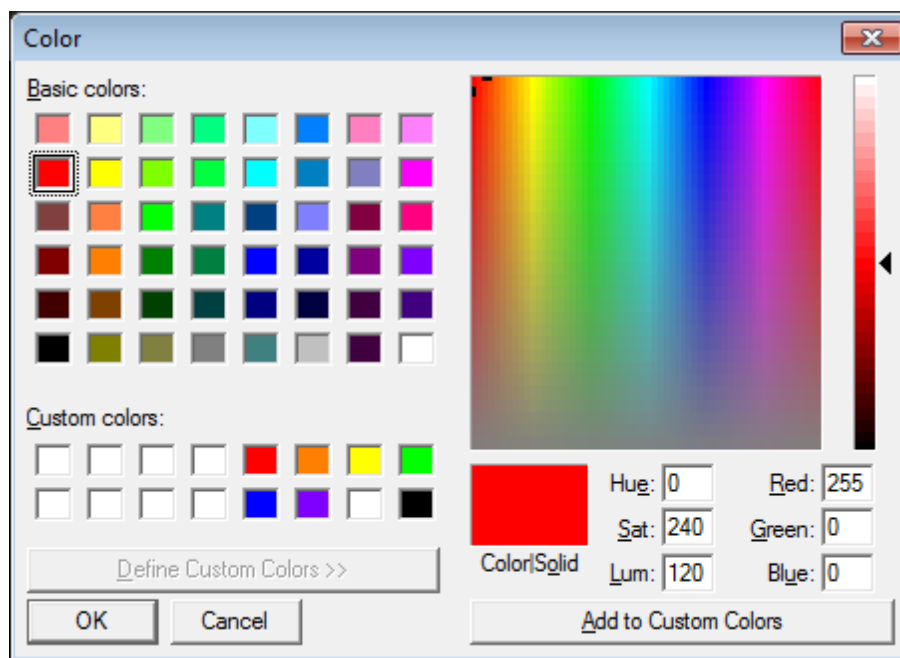 Color
Basic colors:
Custom colors:
Define Custom Colors >>
OK Cancel
Color|Solid
Hue: 0 Red: 255
Sat: 240 Green: 0
Lum: 120 Blue: 0
Add to Custom Colors